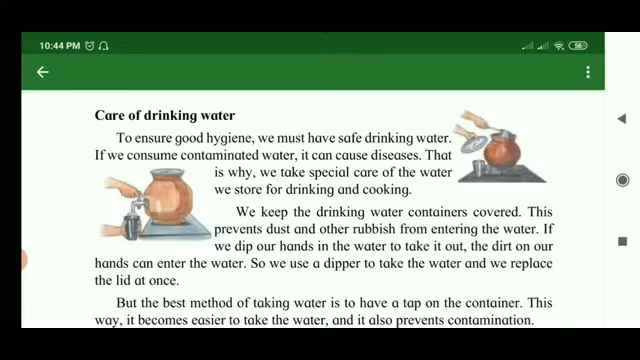 10:44 PM
56
Care of drinking water
To ensure good hygiene, we must have safe drinking water.
If we consume contaminated water, it can cause diseases. That
is why, we take special care of the water
we store for drinking and cooking.
We keep the drinking water containers covered. This
prevents dust and other rubbish from entering the water. If
we dip our hands in the water to take it out, the dirt on our
hands can enter the water. So we use a dipper to take the water and we replace
the lid at once.
But the best method of taking water is to have a tap on the container. This
way, it becomes easier to take the water, and it also prevents contamination.